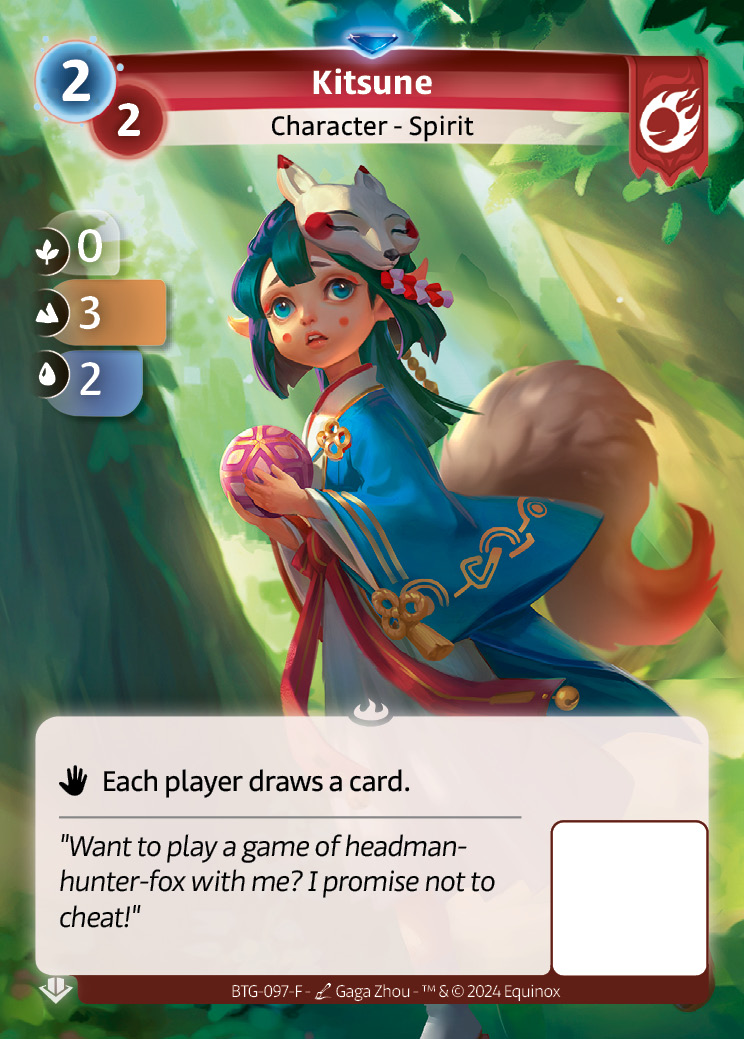 2
Kitsune
2
Character - Spirit
0
3
2
Each player draws a card.
"Want to play a game of headman-
hunter-fox with me? I promise not to
cheat!"
BTG-097-F - Gaga Zhou - ™ & © 2024 Equinox